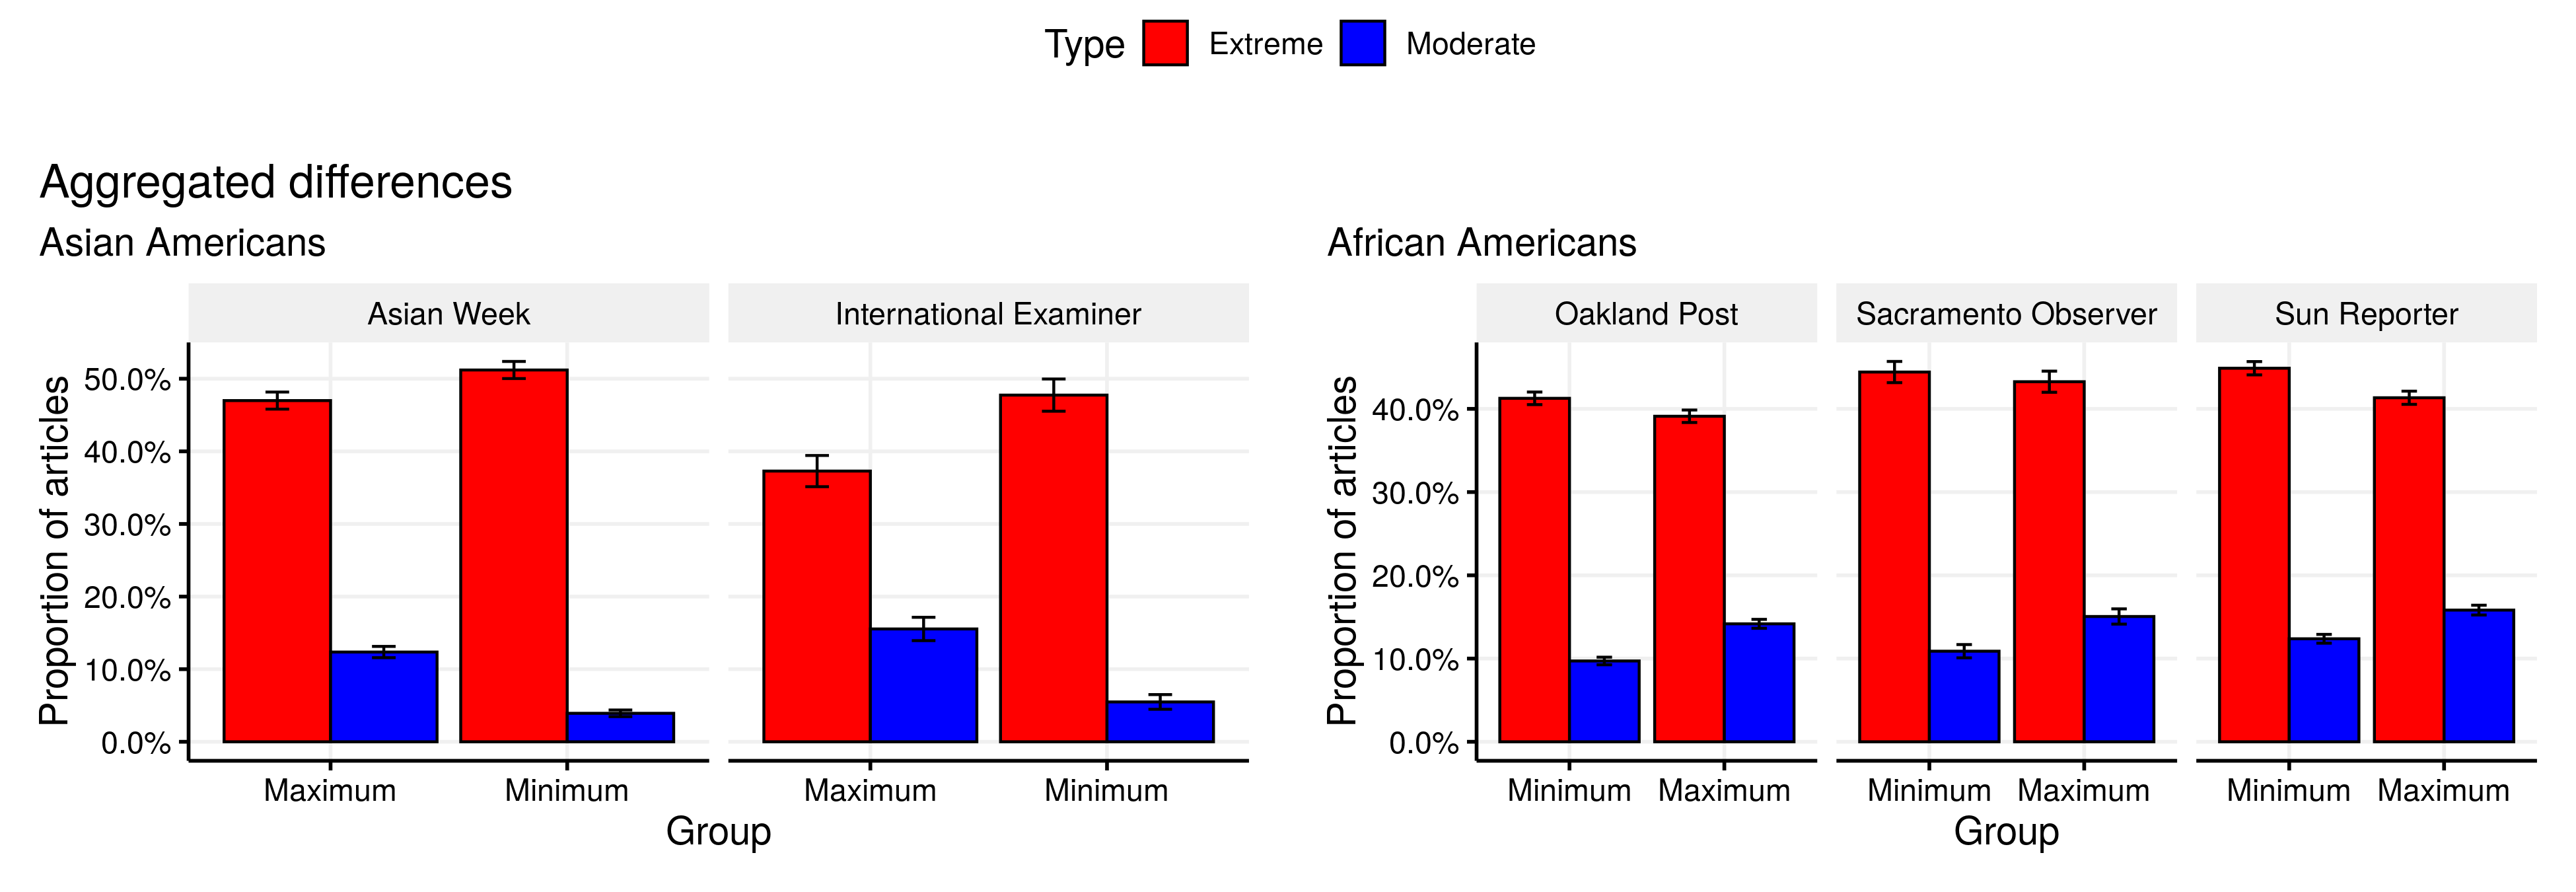 Type Extreme Moderate
Aggregated differences
Asian Americans
Asian Week International Examiner
Proportion of articles
50.0%
40.0%
30.0%
20.0%
10.0%
0.0%
Maximum Minimum Maximum Minimum
Group
African Americans
Oakland Post Sacramento Observer Sun Reporter
Proportion of articles
40.0%
30.0%
20.0%
10.0%
0.0%
Minimum Maximum Minimum Maximum Minimum Maximum
Group